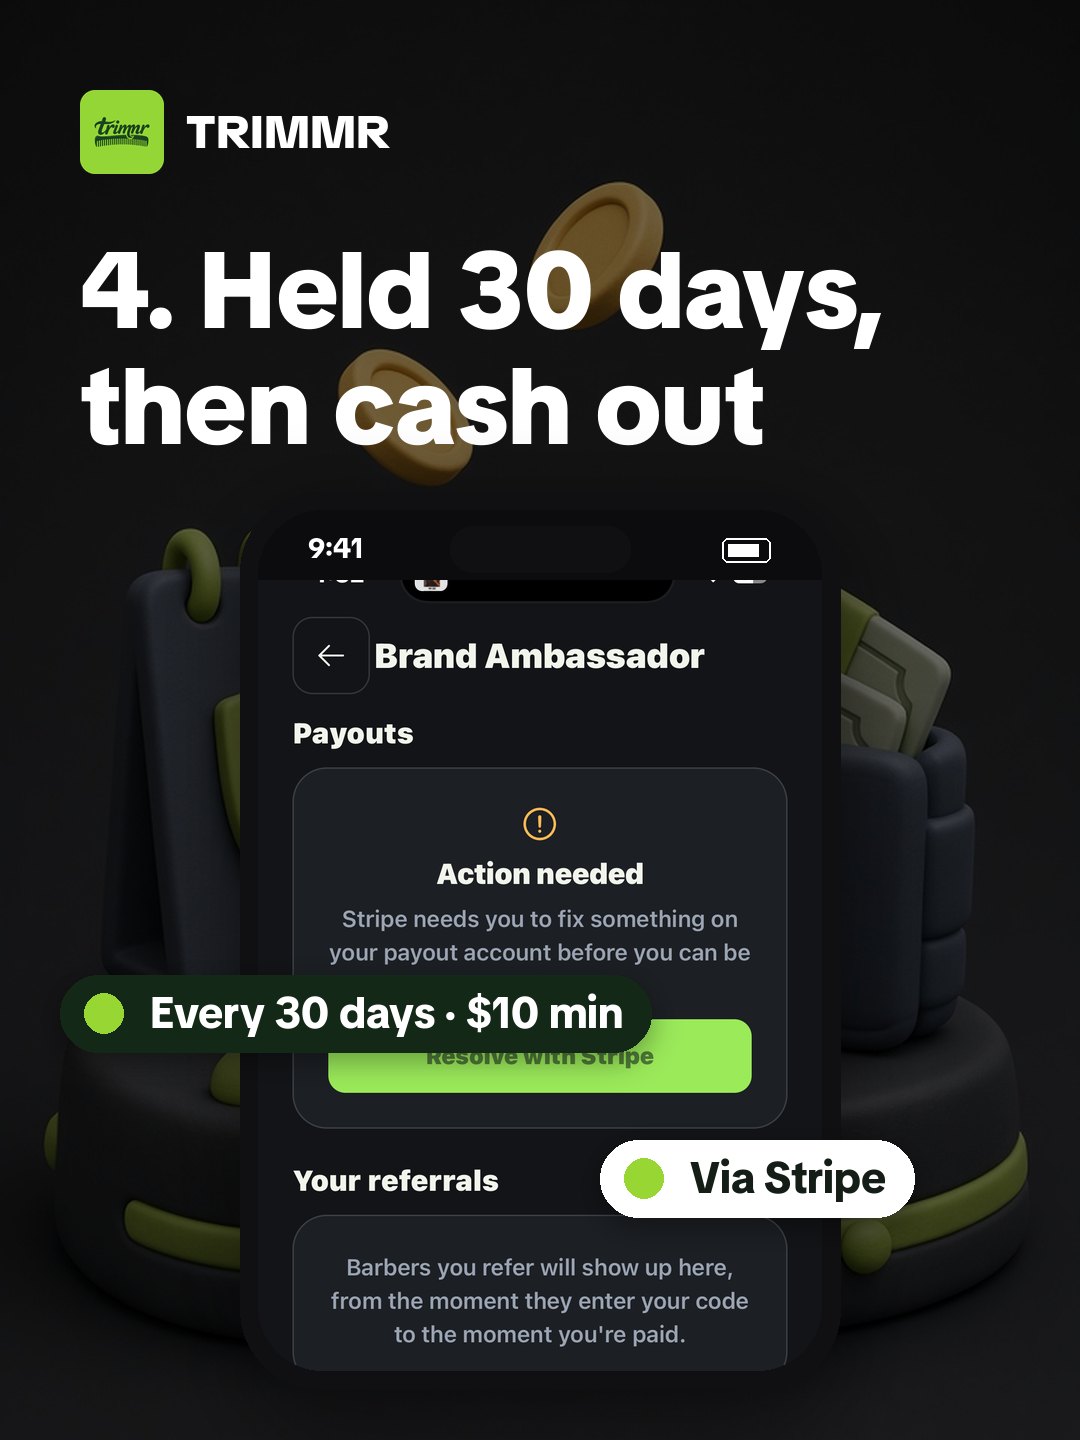 trimmr
TRIMMR
4. Held 30 days,
then cash out
9:41
Brand Ambassador
Payouts
Action needed
Stripe needs you to fix something on
your payout account before you can be
Every 30 days · $10 min
Resolve with Stripe
Via Stripe
Your referrals
Barbers you refer will show up here,
from the moment they enter your code
to the moment you're paid.